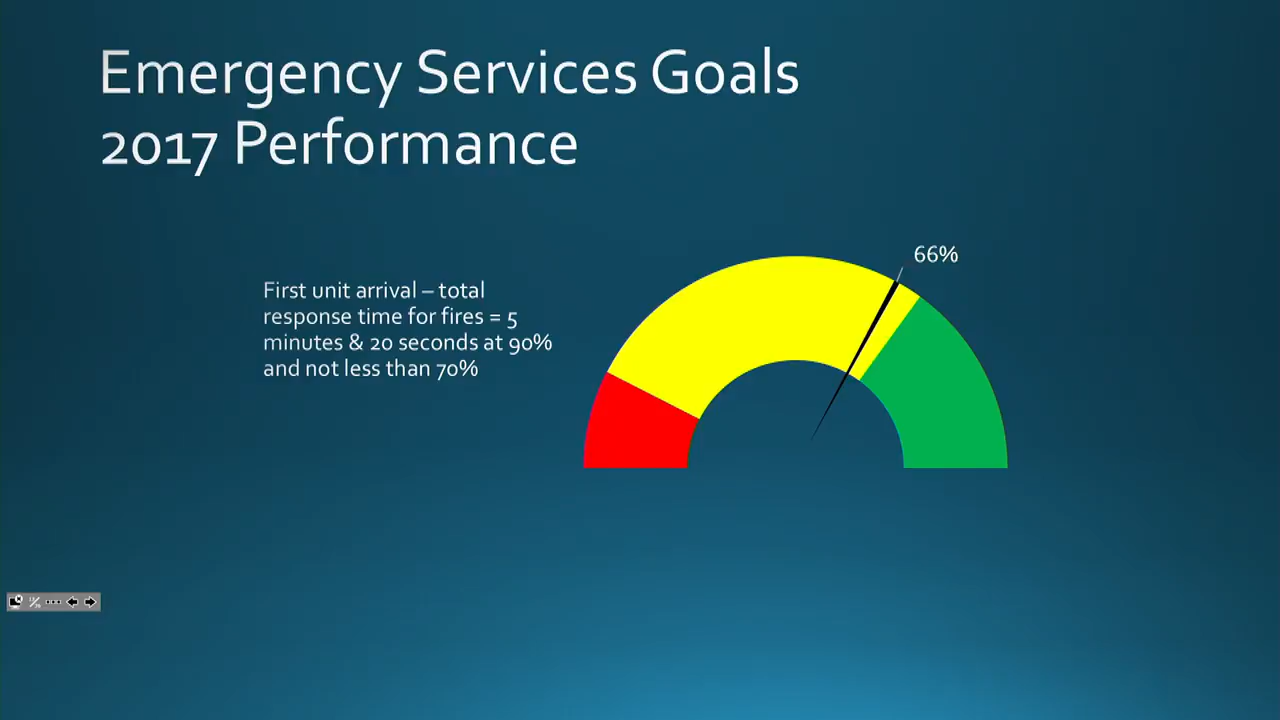 Emergency Services Goals
2017 Performance
66%
First unit arrival – total
response time for fires = 5
minutes & 20 seconds at 90%
and not less than 70%